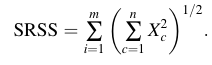 SRSS = \sum_{i=1}^{m} \left( \sum_{c=1}^{n} X_c^2 \right)^{1/2}.